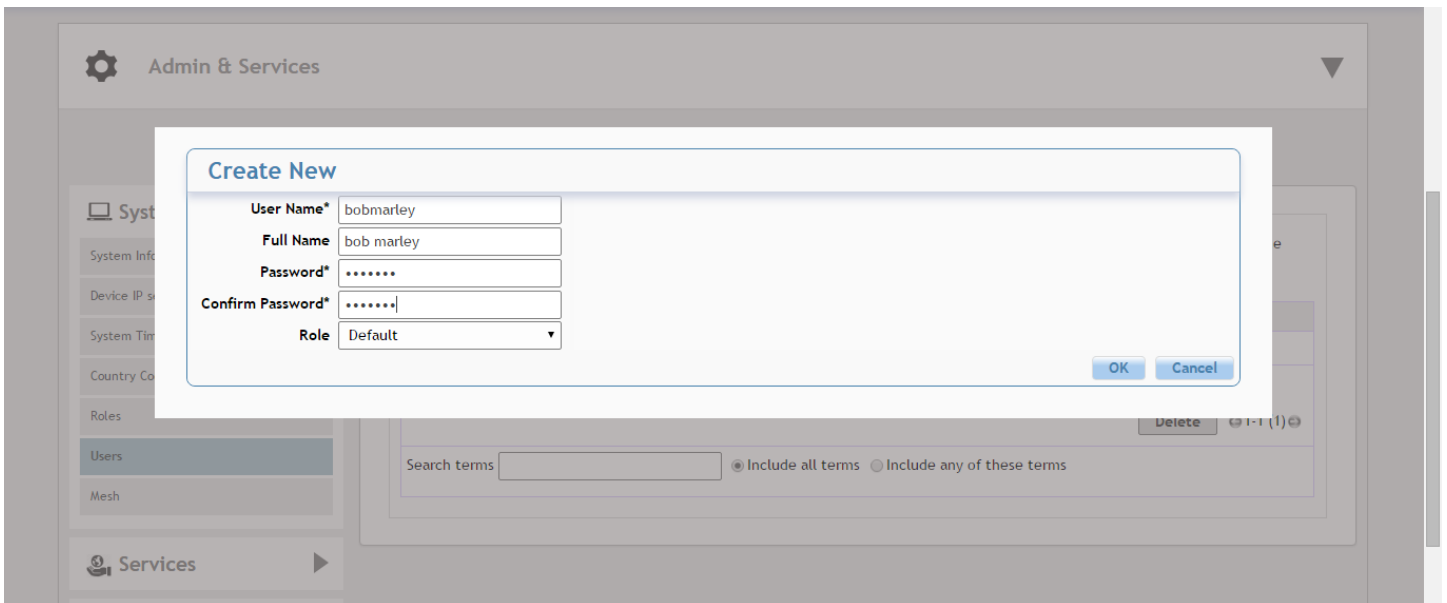 Admin & Services
Create New
User Name* bobmarley
Full Name bob marley
Password* •••••••
Confirm Password* •••••••
Role Default
OK Cancel
Syst
System Info
Device IP s
System Tim
Country Co
Roles
Users
Mesh
Services
e
Delete 1-1 (1)
Search terms Include all terms Include any of these terms